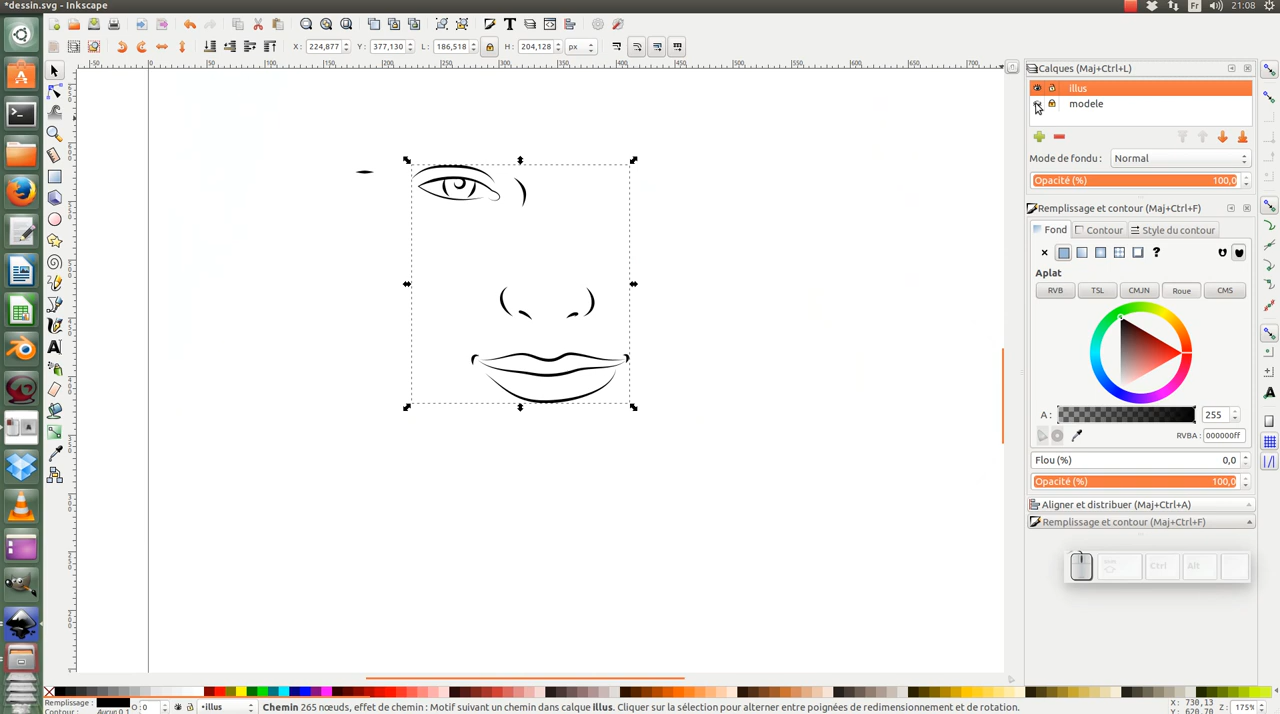 *dessin.svg - Inkscape
Fr
21:08
X: 224,877
Y: 377,130
L: 186,518
H: 204,128
px
Calques (Maj+Ctrl+L)
illus
modele
Mode de fond u : Normal
Opacité (%) 100,0
Remplissage et contour (Maj+Ctrl+F)
Fond
Contour
Style du contour
?
Aplat
RVB
TSL
CMJN
Roue
CMS
A :
255
RVBA : 000000ff
Flou (%) 0,0
Opacité (%) 100,0
Aligner et distribuer (Maj+Ctrl+A)
Remplissage et contour (Maj+Ctrl+F)
Ctrl
Alt
Remplissage :
Contour : Aucun 0,1
O: 0
•illus
Chemin 265 nœuds, effet de chemin : Motif suivant un chemin dans calque illus. Cliquer sur la sélection pour alterner entre poignées de redimensionnement et de rotation.
X: 730,13
Y: 620,70
Z: 175%